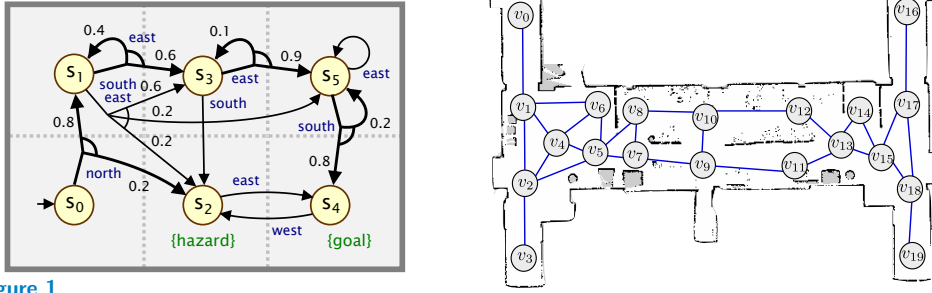 0.4
east
0.6
0.1
east
0.9
east
s1
s3
s5
south
east
0.6
0.2
0.2
south
south
0.2
0.8
0.8
north
0.2
east
west
s0
s2
s4
{hazard}
{goal}
v0
v16
v1
v6
v8
v10
v12
v14
v17
v4
v5
v7
v9
v11
v13
v15
v2
v18
v3
v19
gure 1